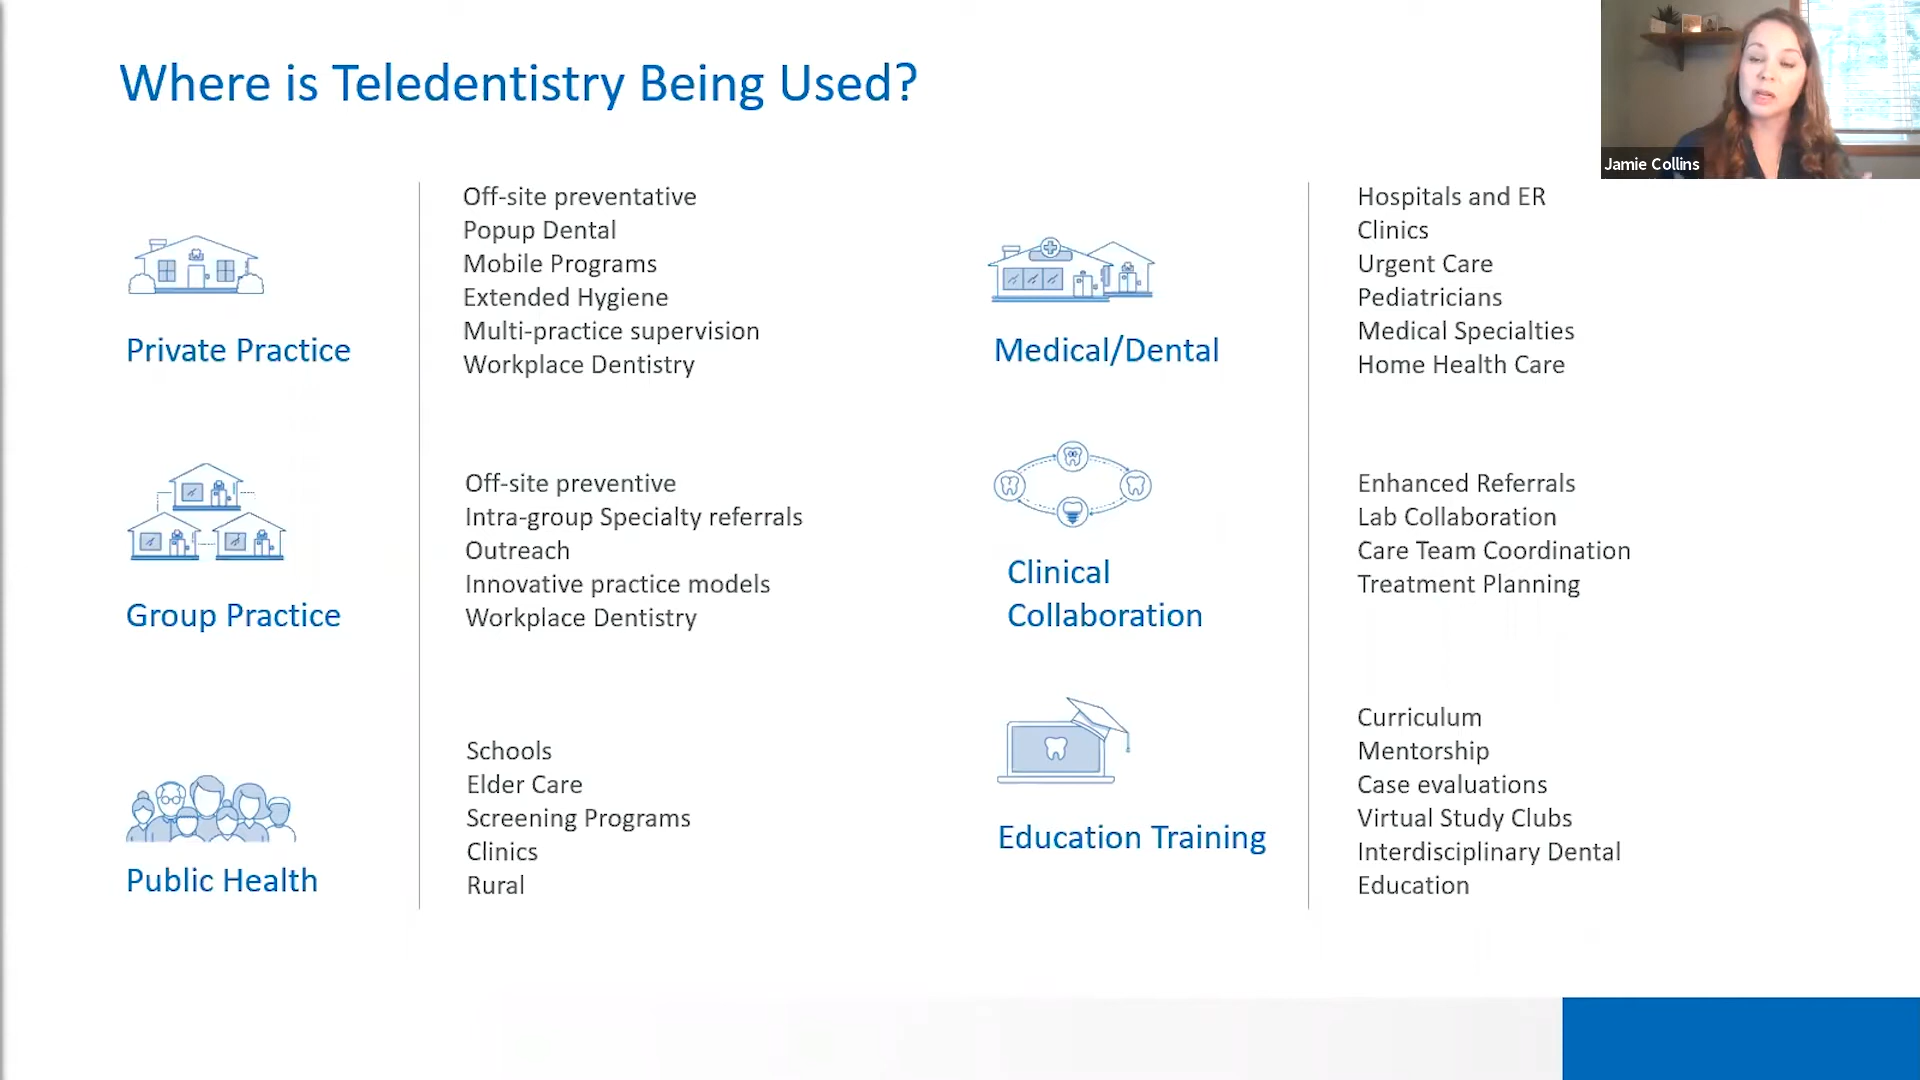 Where is Teledentistry Being Used?
Jamie Collins
Private Practice
Off-site preventative
Popup Dental
Mobile Programs
Extended Hygiene
Multi-practice supervision
Workplace Dentistry
Medical/Dental
Hospitals and ER
Clinics
Urgent Care
Pediatricians
Medical Specialties
Home Health Care
Group Practice
Off-site preventive
Intra-group Specialty referrals
Outreach
Innovative practice models
Workplace Dentistry
Clinical
Collaboration
Enhanced Referrals
Lab Collaboration
Care Team Coordination
Treatment Planning
Public Health
Schools
Elder Care
Screening Programs
Clinics
Rural
Education Training
Curriculum
Mentorship
Case evaluations
Virtual Study Clubs
Interdisciplinary Dental
Education